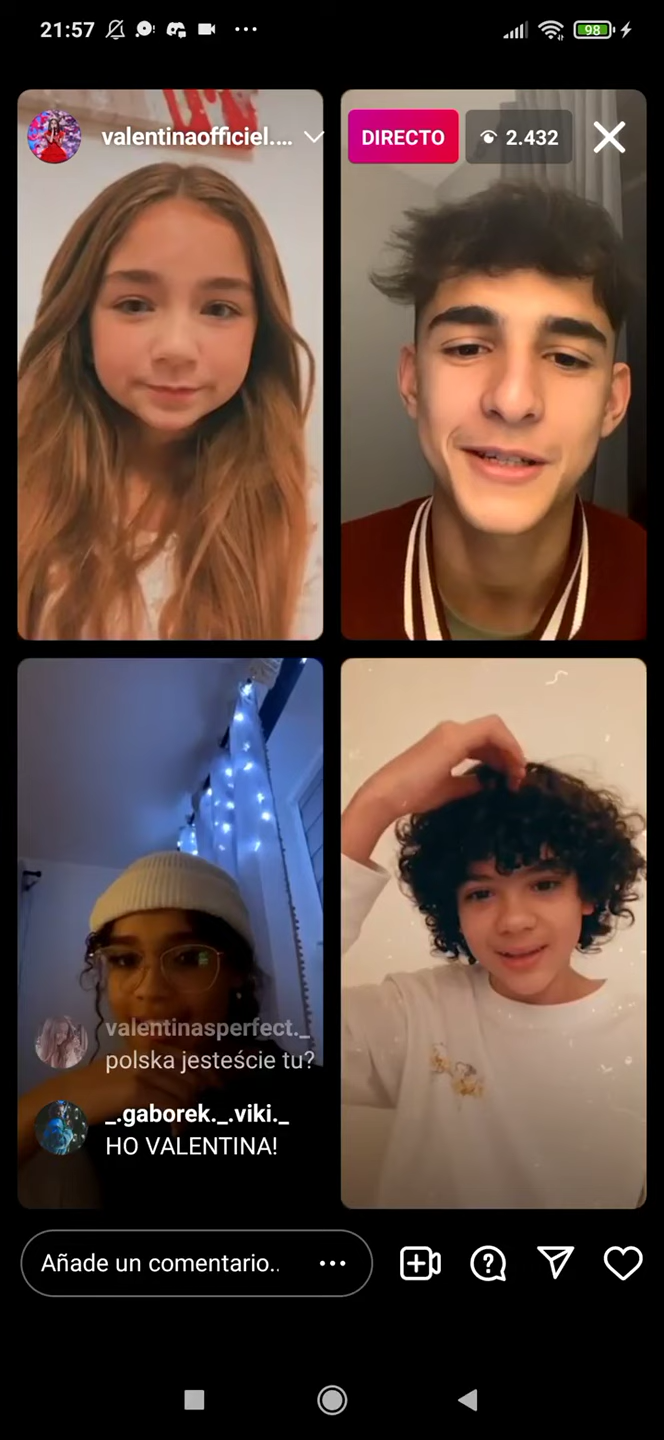 21:57
98
valentinaofficiel....
DIRECTO
2.432
valentinasperfect._
polska jesteście tu?
_.gaborek._.viki._
HO VALENTINA!
Añade un comentario..